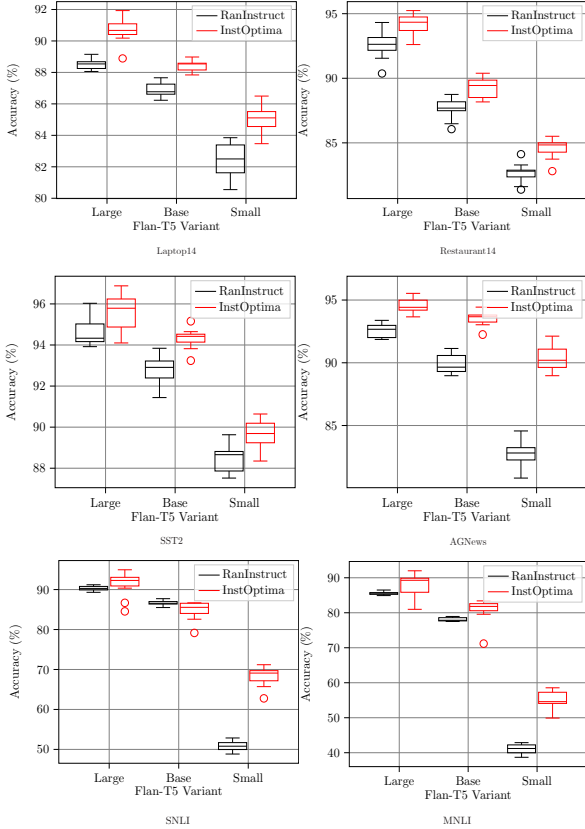 92
90
88
86
84
82
80
Accuracy (%)
RanInstruct
InstOptima
Large
Base
Small
Flan-T5 Variant
Laptop14
95
90
85
Accuracy (%)
RanInstruct
InstOptima
Large
Base
Small
Flan-T5 Variant
Restaurant14
96
94
92
90
88
Accuracy (%)
RanInstruct
InstOptima
Large
Base
Small
Flan-T5 Variant
SST2
95
90
85
Accuracy (%)
RanInstruct
InstOptima
Large
Base
Small
Flan-T5 Variant
AGNews
90
80
70
60
50
Accuracy (%)
RanInstruct
InstOptima
Large
Base
Small
Flan-T5 Variant
SNLI
90
80
70
60
50
40
Accuracy (%)
RanInstruct
InstOptima
Large
Base
Small
Flan-T5 Variant
MNLI